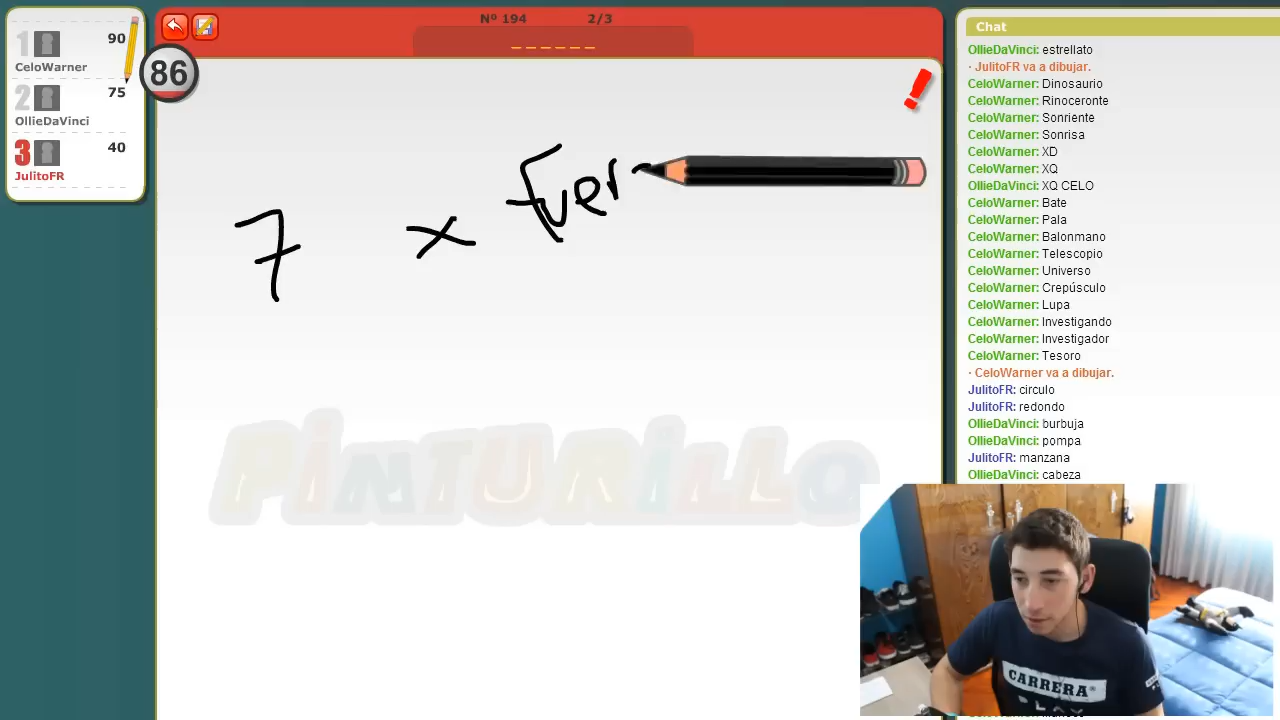 1 90
CeloWarner
2 75
OllieDaVinci
3 40
JulitoFR
86
Nº 194 2/3
_ _ _ _ _ _
7 x Fuer
PiNTURiLLO
Chat
OllieDaVinci: estrellato
· JulitoFR va a dibujar.
CeloWarner: Dinosaurio
CeloWarner: Rinoceronte
CeloWarner: Sonriente
CeloWarner: Sonrisa
CeloWarner: XD
CeloWarner: XQ
OllieDaVinci: XQ CELO
CeloWarner: Bate
CeloWarner: Pala
CeloWarner: Balonmano
CeloWarner: Telescopio
CeloWarner: Universo
CeloWarner: Crepúsculo
CeloWarner: Lupa
CeloWarner: Investigando
CeloWarner: Investigador
CeloWarner: Tesoro
· CeloWarner va a dibujar.
JulitoFR: circulo
JulitoFR: redondo
OllieDaVinci: burbuja
OllieDaVinci: pompa
JulitoFR: manzana
OllieDaVinci: cabeza
CARRERA
PLAY